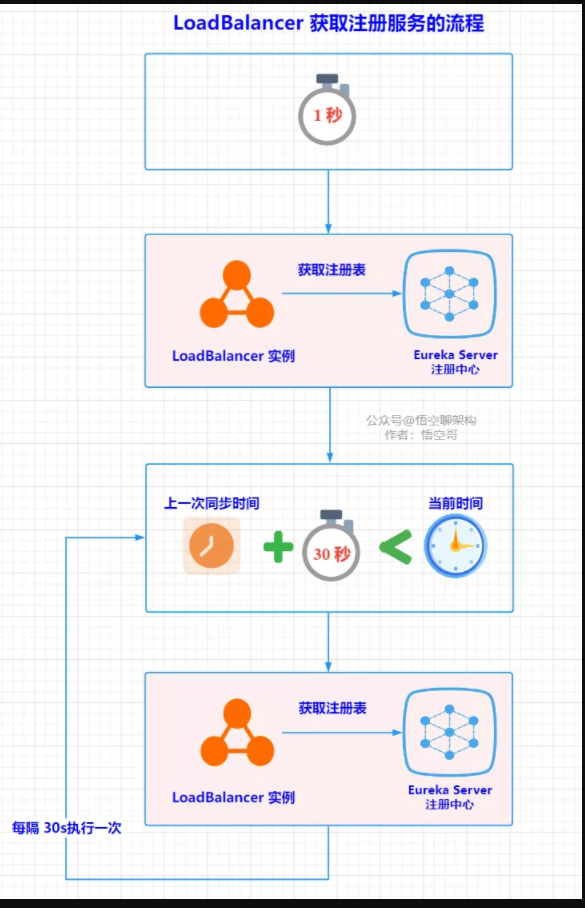 LoadBalancer 获取注册服务的流程
1 秒
获取注册表
LoadBalancer 实例
Eureka Server
注册中心
公众号@悟空聊架构
作者：悟空哥
上一次同步时间
当前时间
30 秒
获取注册表
LoadBalancer 实例
Eureka Server
注册中心
每隔 30s执行一次